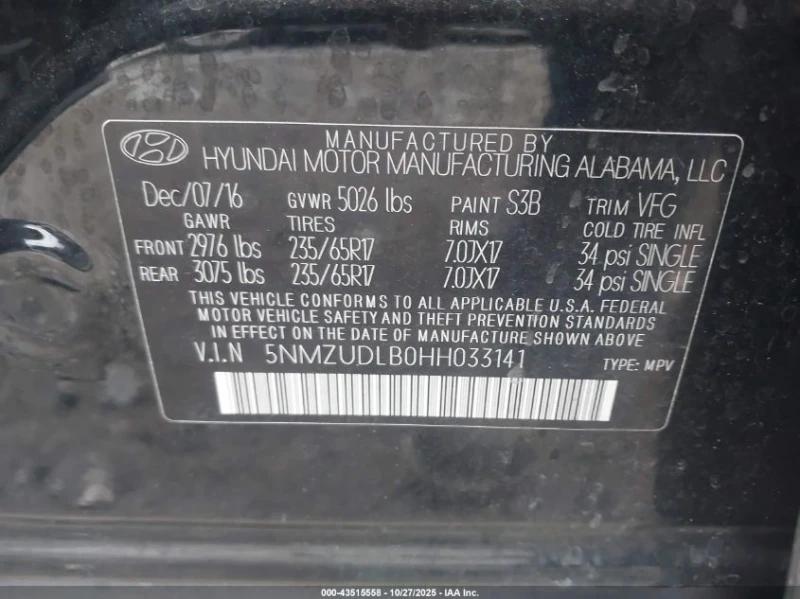 MANUFACTURED BY
HYUNDAI MOTOR MANUFACTURING ALABAMA, LLC
Dec/07/16 GVWR 5026 lbs PAINT S3B TRIM VFG
GAWR TIRES RIMS COLD TIRE INFL
FRONT 2976 lbs 235/65R17 7.0JX17 34 psi SINGLE
REAR 3075 lbs 235/65R17 7.0JX17 34 psi SINGLE
THIS VEHICLE CONFORMS TO ALL APPLICABLE U.S.A. FEDERAL
MOTOR VEHICLE SAFETY AND THEFT PREVENTION STANDARDS
IN EFFECT ON THE DATE OF MANUFACTURE SHOWN ABOVE.
V.I.N 5NMZUDLB0HH033141 TYPE: MPV
000-43515558 - 10/27/2025 - IAA Inc.